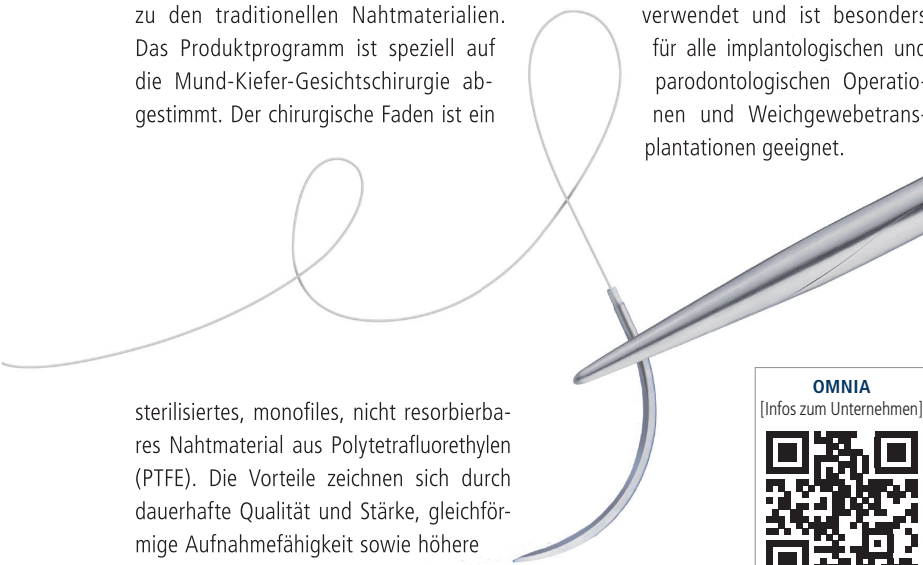 zu den traditionellen Nahtmaterialien.
Das Produktprogramm ist speziell auf
die Mund-Kiefer-Gesichtschirurgie ab-
gestimmt. Der chirurgische Faden ist ein
sterilisiertes, monofiles, nicht resorbierba-
res Nahtmaterial aus Polytetrafluorethylen
(PTFE). Die Vorteile zeichnen sich durch
dauerhafte Qualität und Stärke, gleichför-
mige Aufnahmefähigkeit sowie höhere
verwendet und ist besonders
für alle implantologischen und
parodontologischen Operatio-
nen und Weichgewebetrans-
plantationen geeignet.
OMNIA
[Infos zum Unternehmen]